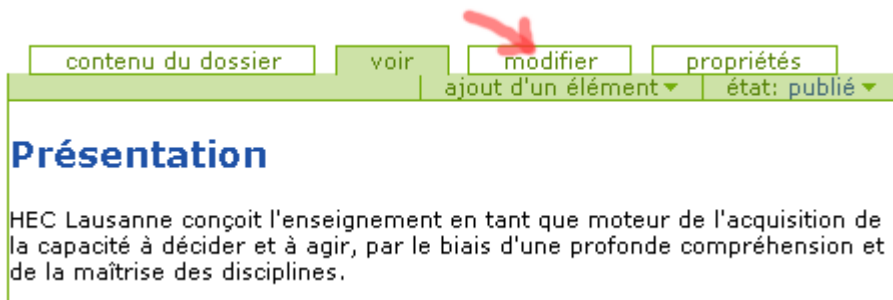 contenu du dossier voir modifier propriétés
ajout d'un élément état: publié
Présentation
HEC Lausanne conçoit l'enseignement en tant que moteur de l'acquisition de
la capacité à décider et à agir, par le biais d'une profonde compréhension et
de la maîtrise des disciplines.